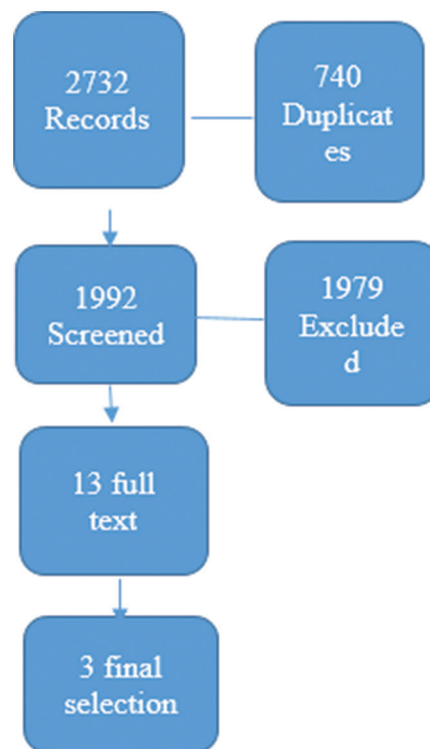 2732
Records
740
Duplicat
es
1992
Screened
1979
Exclude
d
13 full
text
3 final
selection